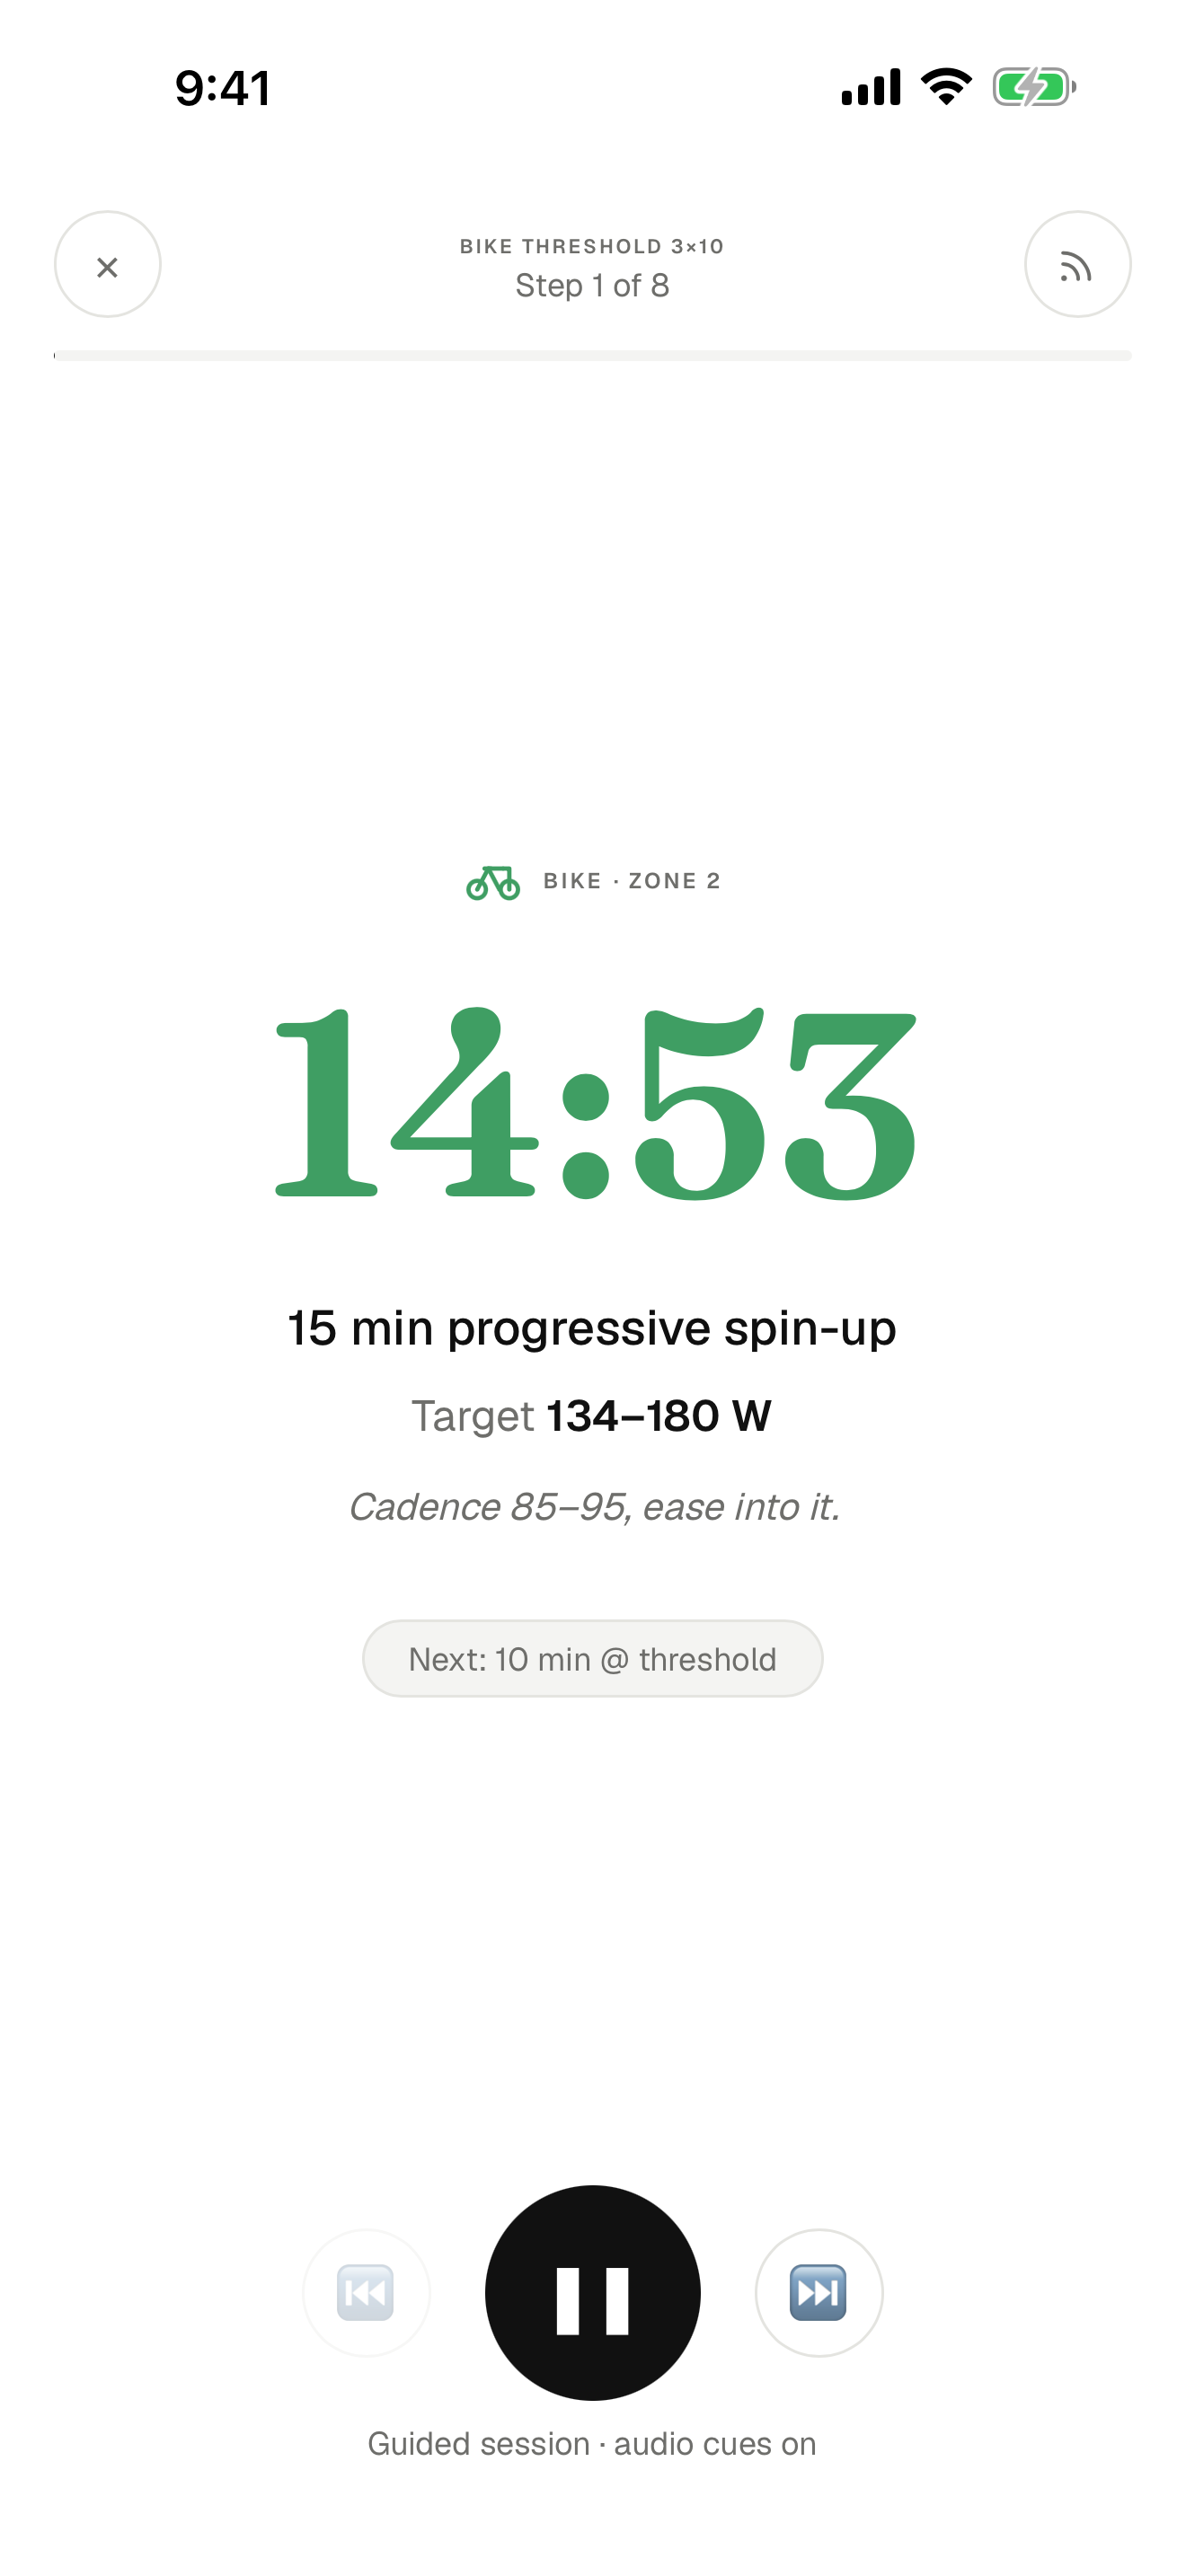 9:41
BIKE THRESHOLD 3×10
Step 1 of 8
BIKE · ZONE 2
14:53
15 min progressive spin-up
Target 134–180 W
Cadence 85–95, ease into it.
Next: 10 min @ threshold
Guided session · audio cues on